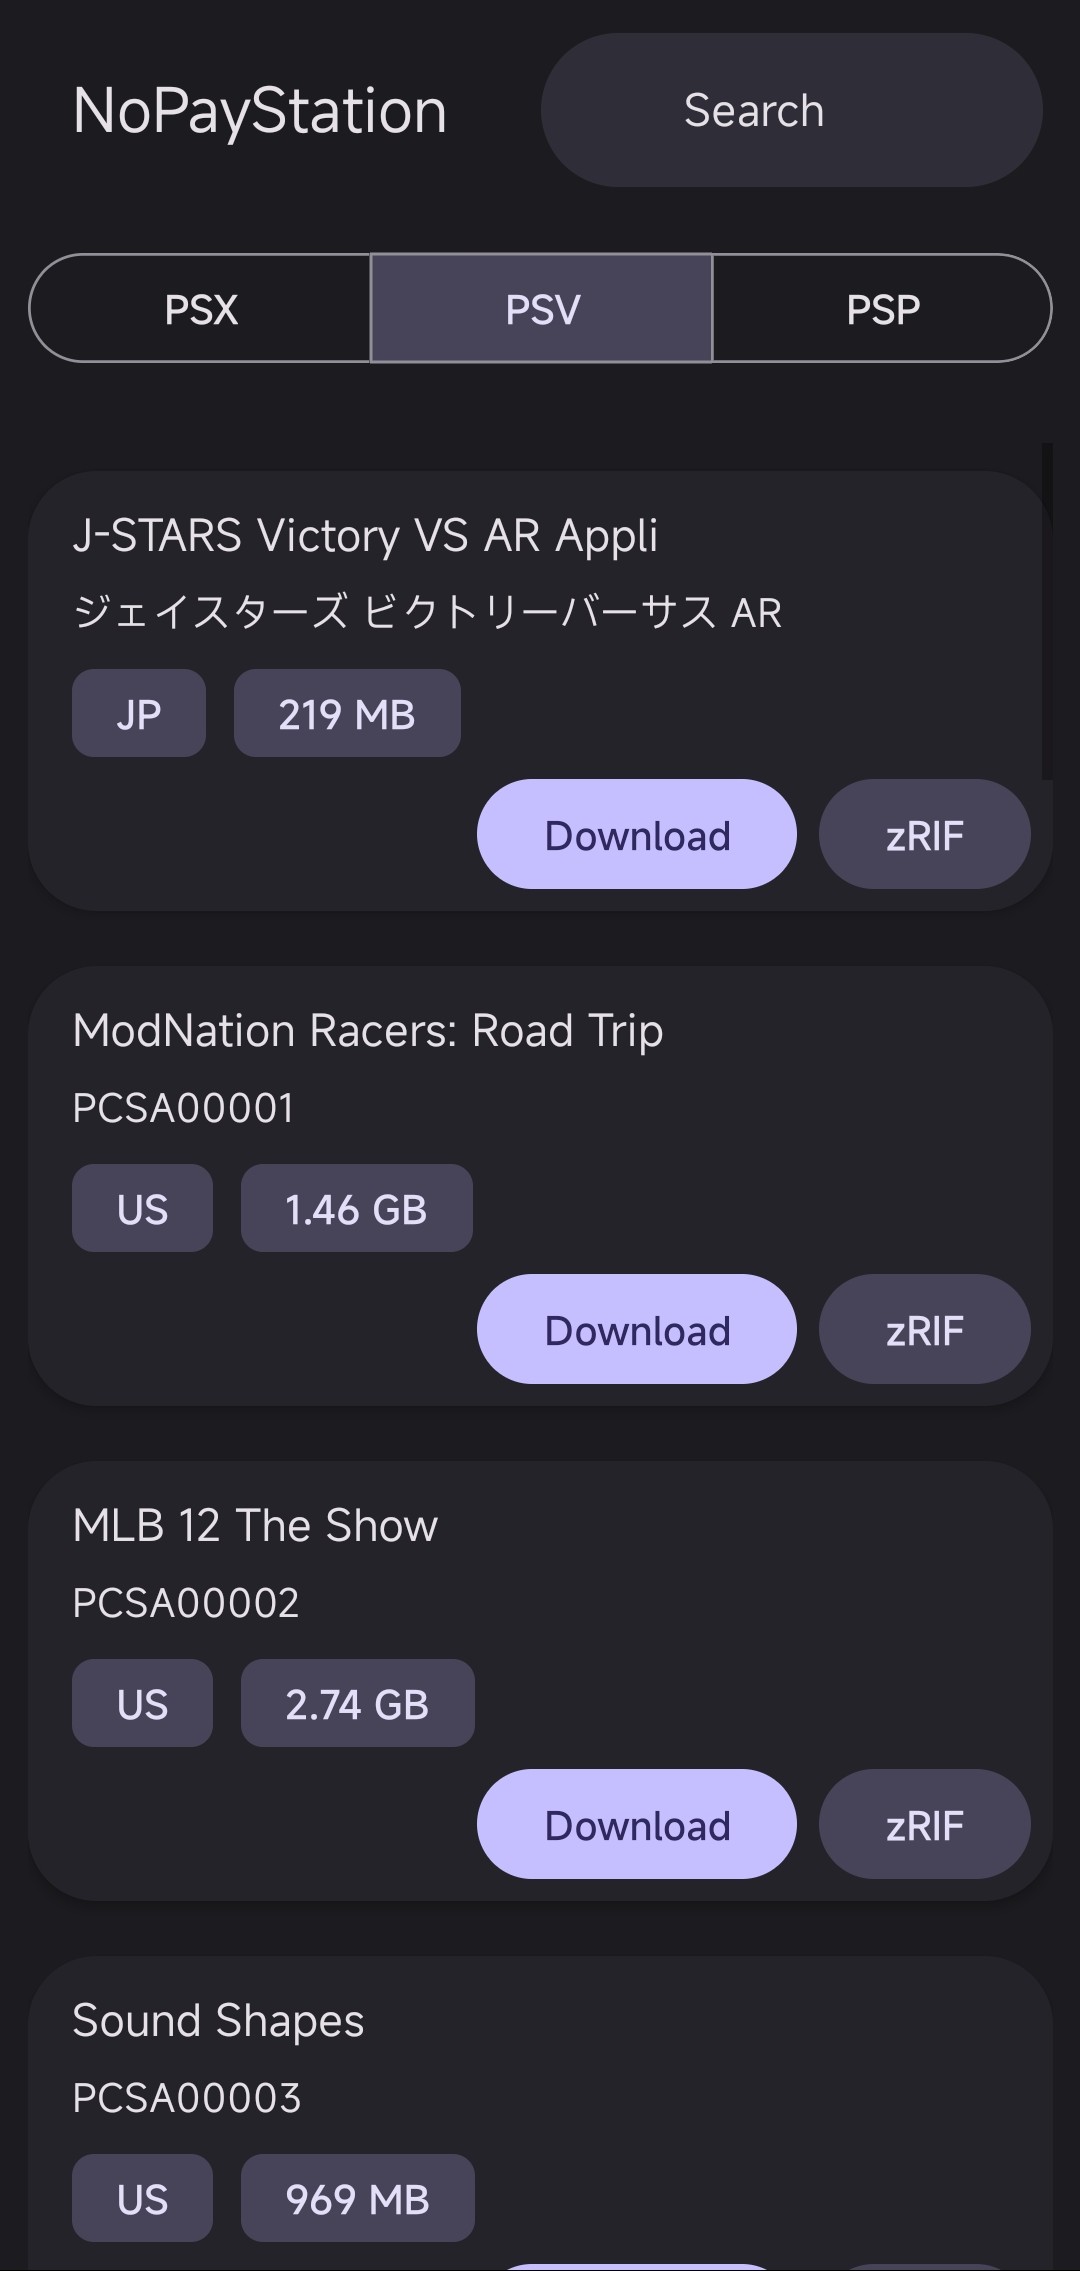 NoPayStation
Search
PSX PSV PSP
J-STARS Victory VS AR Appli
ジェイスターズ ビクトリーバーサス AR
JP 219 MB
Download zRIF
ModNation Racers: Road Trip
PCSA00001
US 1.46 GB
Download zRIF
MLB 12 The Show
PCSA00002
US 2.74 GB
Download zRIF
Sound Shapes
PCSA00003
US 969 MB